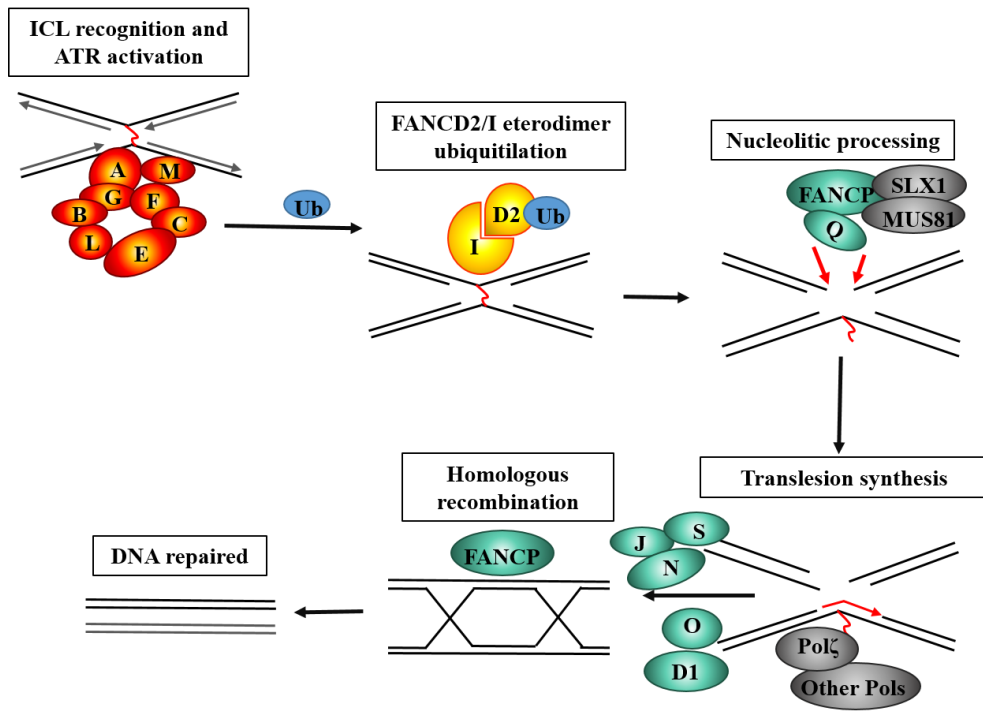 ICL recognition and
ATR activation
A
M
G
F
B
C
L
E
Ub
FANCD2/I eterodimer
ubiquitilation
D2
Ub
I
Nucleolitic processing
FANCP
SLX1
MUS81
Q
Translesion synthesis
J
S
N
O
D1
Polζ
Other Pols
Homologous
recombination
FANCP
DNA repaired